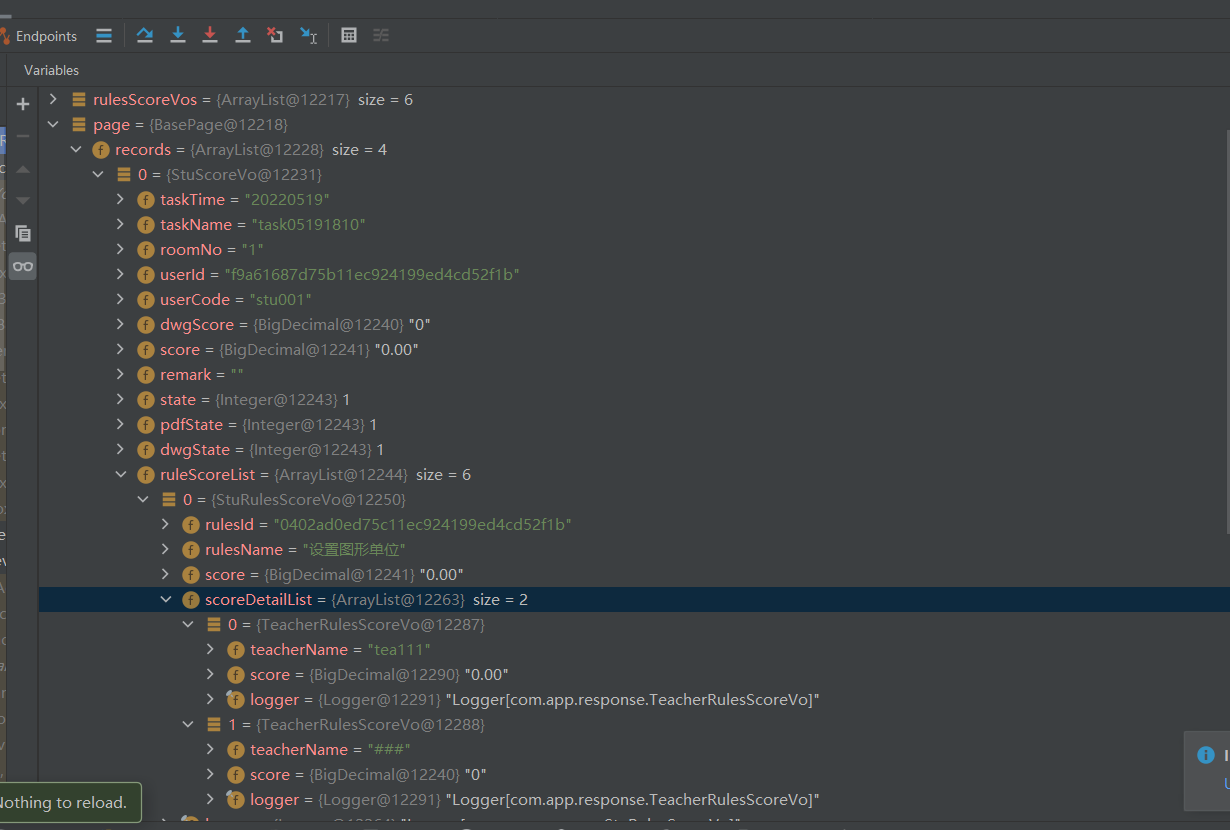 Endpoints
Variables
rulesScoreVos = {ArrayList@12217} size = 6
page = {BasePage@12218}
records = {ArrayList@12228} size = 4
0 = {StuScoreVo@12231}
taskTime = "20220519"
taskName = "task05191810"
roomNo = "1"
userId = "f9a61687d75b11ec924199ed4cd52f1b"
userCode = "stu001"
dwgScore = {BigDecimal@12240} "0"
score = {BigDecimal@12241} "0.00"
remark = ""
state = {Integer@12243} 1
pdfState = {Integer@12243} 1
dwgState = {Integer@12243} 1
ruleScoreList = {ArrayList@12244} size = 6
0 = {StuRulesScoreVo@12250}
rulesId = "0402ad0ed75c11ec924199ed4cd52f1b"
rulesName = "设置图形单位"
score = {BigDecimal@12241} "0.00"
scoreDetailList = {ArrayList@12263} size = 2
0 = {TeacherRulesScoreVo@12287}
teacherName = "tea111"
score = {BigDecimal@12290} "0.00"
logger = {Logger@12291} "Logger[com.app.response.TeacherRulesScoreVo]"
1 = {TeacherRulesScoreVo@12288}
teacherName = "###"
score = {BigDecimal@12240} "0"
logger = {Logger@12291} "Logger[com.app.response.TeacherRulesScoreVo]"
Nothing to reload.